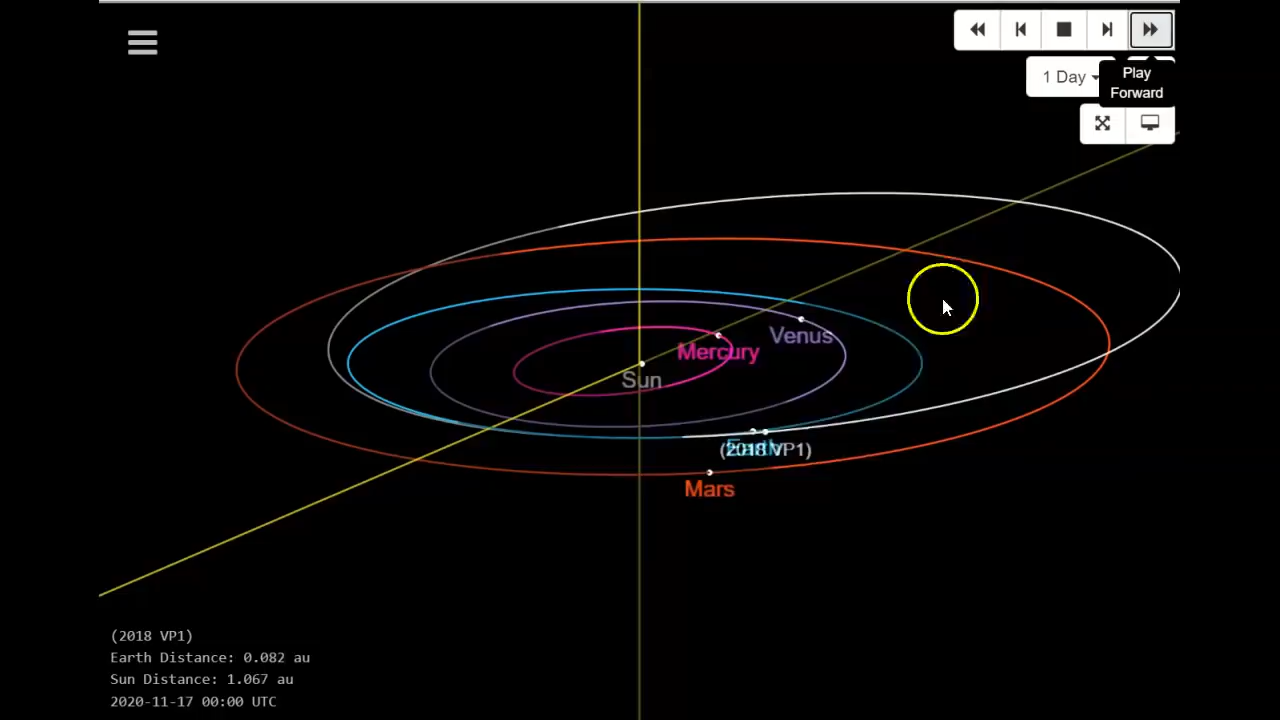 1 Day
Play
Forward
Venus
Mercury
Sun
Earth
(2018 VP1)
Mars
(2018 VP1)
Earth Distance: 0.082 au
Sun Distance: 1.067 au
2020-11-17 00:00 UTC